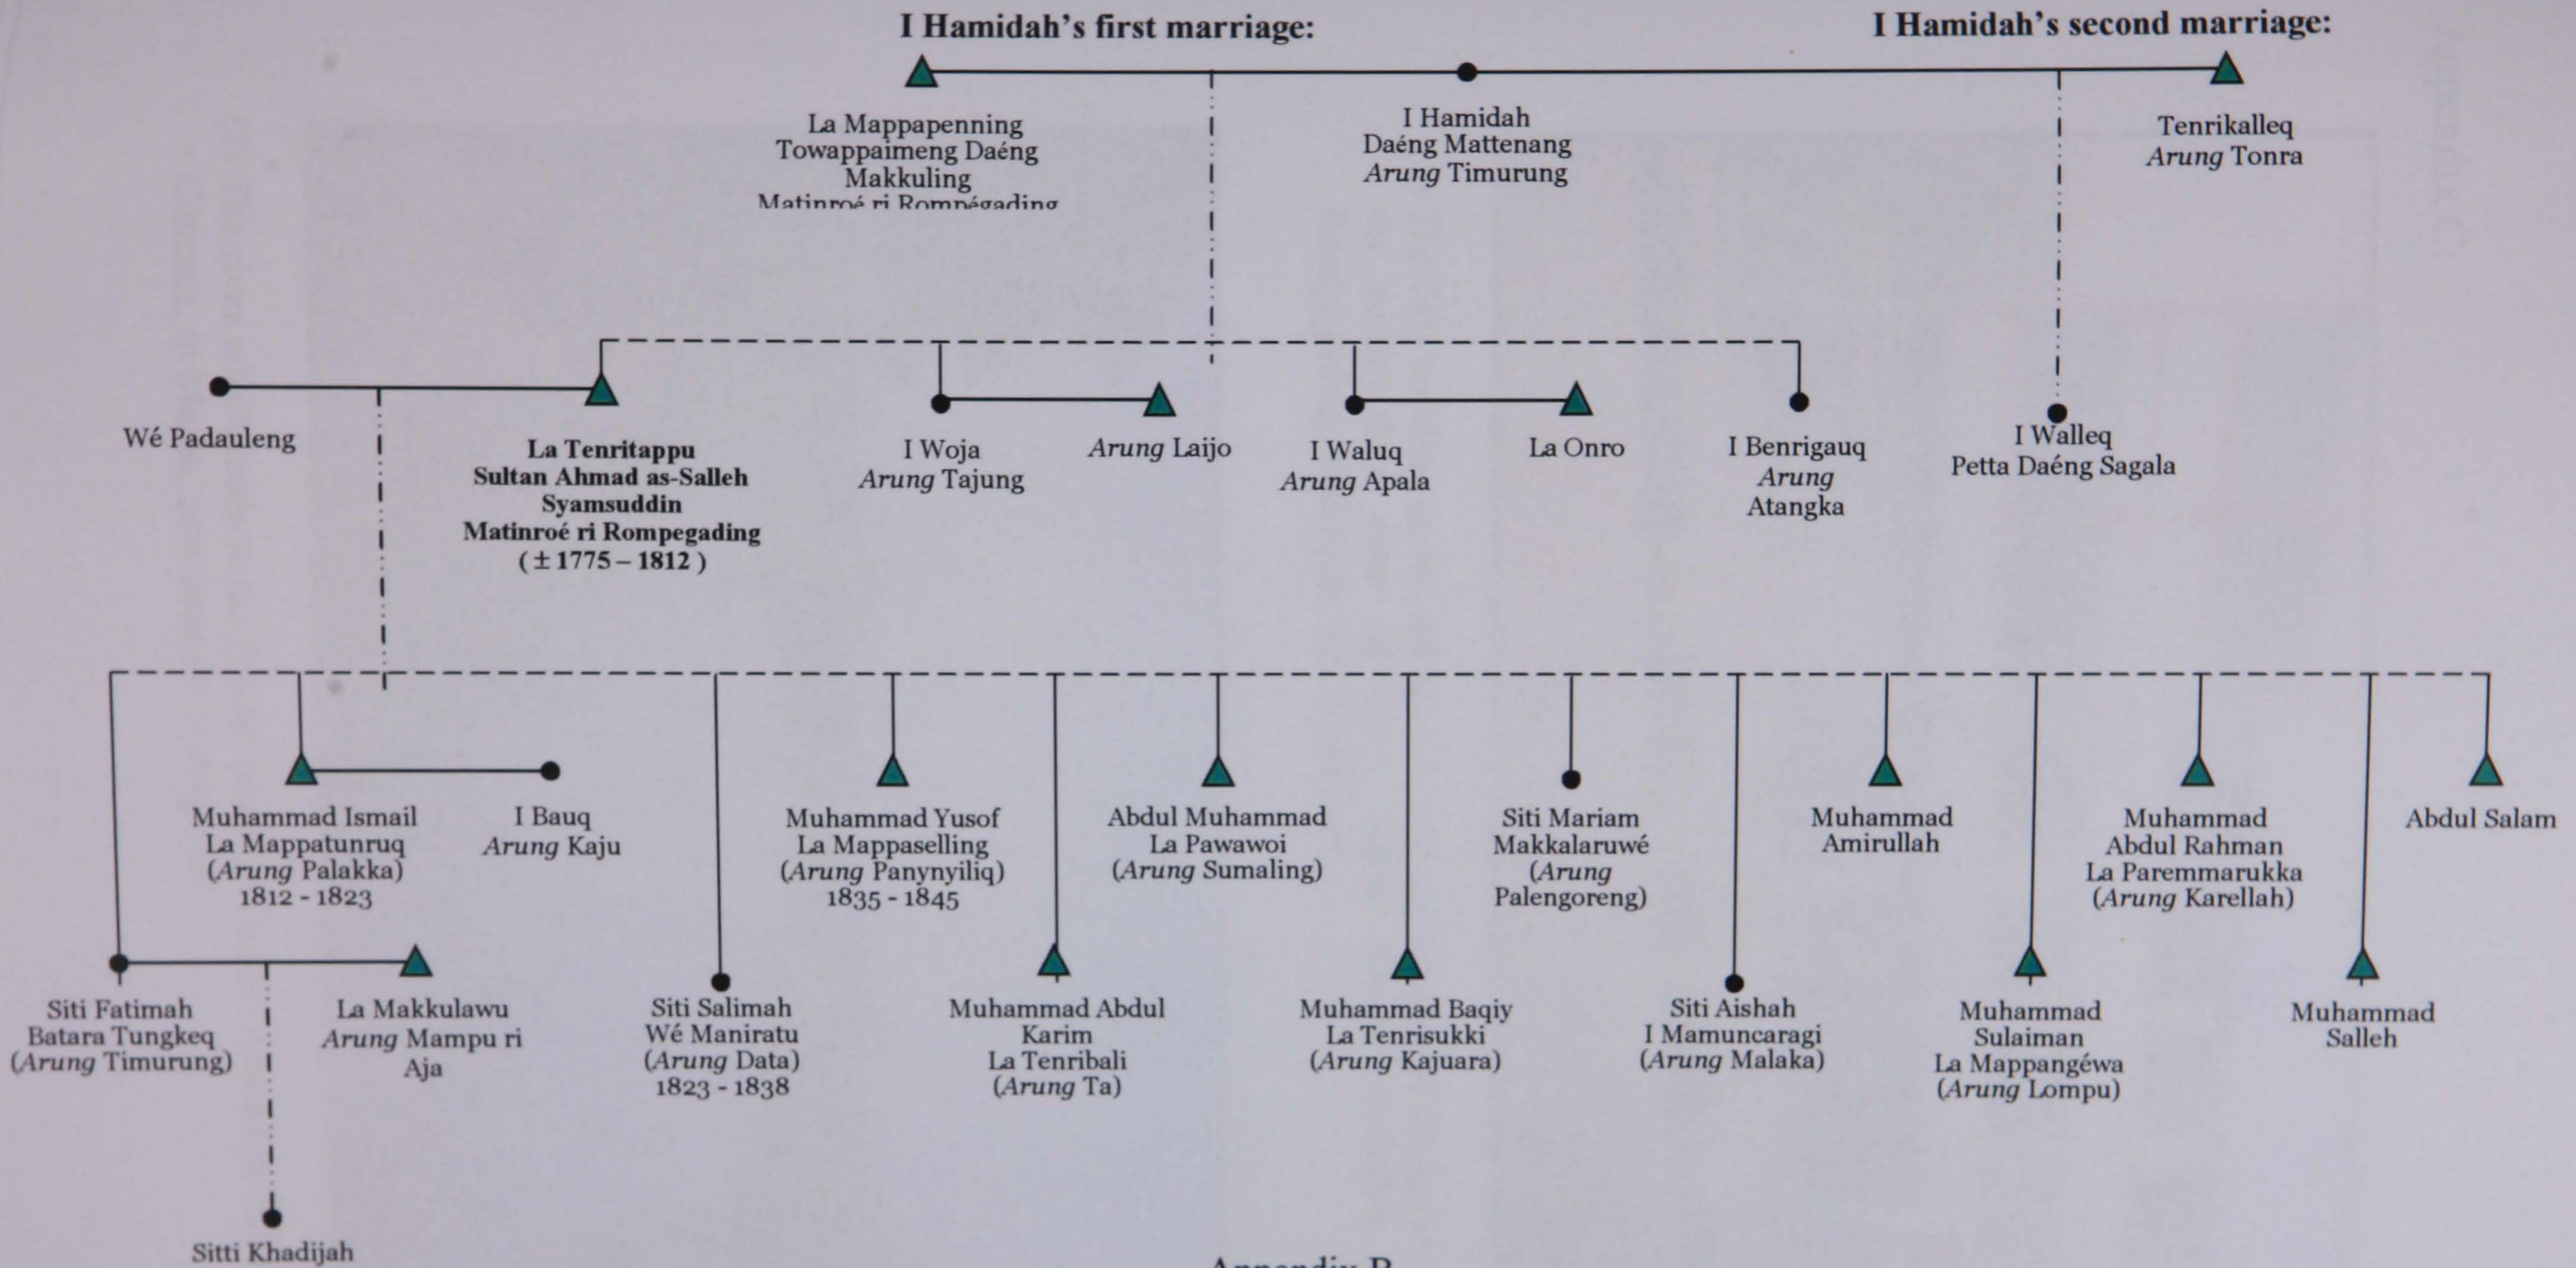 I Hamidah's first marriage:
I Hamidah's second marriage:
La Mappapenning
Towappaimeng Daéng
Makkuling
Matinroé ri Rompégading
I Hamidah
Daéng Mattenang
Arung Timurung
Tenrikalleq
Arung Tonra
Wé Padauleng
La Tenritappu
Sultan Ahmad as-Salleh
Syamsuddin
Matinroé ri Rompegading
( ± 1775 – 1812 )
I Woja
Arung Tajung
Arung Laijo
I Waluq
Arung Apala
La Onro
I Benrigauq
Arung
Atangka
I Walleq
Petta Daéng Sagala
Muhammad Ismail
La Mappatunruq
(Arung Palakka)
1812 - 1823
I Bauq
Arung Kaju
Muhammad Yusof
La Mappaselling
(Arung Panynyiliq)
1835 - 1845
Abdul Muhammad
La Pawawoi
(Arung Sumaling)
Siti Mariam
Makkalaruwé
(Arung
Palengoreng)
Muhammad
Amirullah
Muhammad
Abdul Rahman
La Paremmarukka
(Arung Karellah)
Abdul Salam
Siti Fatimah
Batara Tungkeq
(Arung Timurung)
La Makkulawu
Arung Mampu ri
Aja
Siti Salimah
Wé Maniratu
(Arung Data)
1823 - 1838
Muhammad Abdul
Karim
La Tenribali
(Arung Ta)
Muhammad Baqiy
La Tenrisukki
(Arung Kajuara)
Siti Aishah
I Mamuncaragi
(Arung Malaka)
Muhammad
Sulaiman
La Mappangéwa
(Arung Lompu)
Muhammad
Salleh
Sitti Khadijah